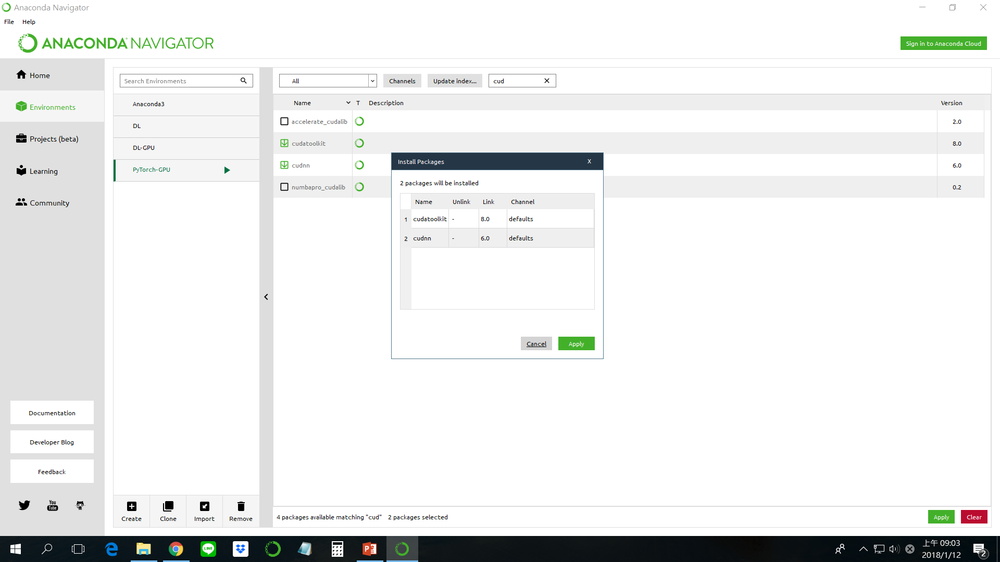 Anaconda Navigator
File Help
ANACONDA NAVIGATOR
Sign in to Anaconda Cloud
Home
Environments
Projects (beta)
Learning
Community
Documentation
Developer Blog
Feedback
You
Tube
Search Environments
Anaconda3
DL
DL-GPU
PyTorch-GPU
Create Clone Import Remove
All Channels Update index... cud
Name T Description Version
accelerate_cudalib 2.0
cudatoolkit 8.0
cudnn 6.0
numbapro_cudalib 0.2
Install Packages X
2 packages will be installed
Name Unlink Link Channel
1 cudatoolkit - 8.0 defaults
2 cudnn - 6.0 defaults
Cancel Apply
4 packages available matching "cud" 2 packages selected
Apply Clear
LINE
上午 09:03
2018/1/12
2